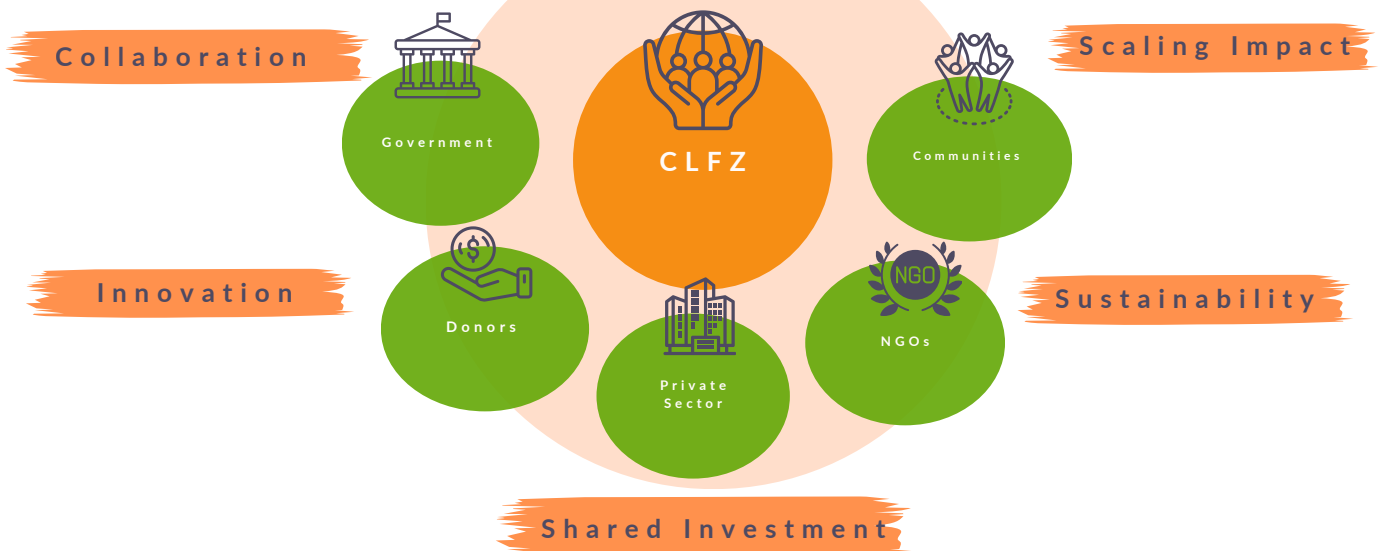 Collaboration
Scaling Impact
Government
CLFZ
Communities
Innovation
Donors
NGO
Sustainability
NGOs
Private
Sector
Shared Investment